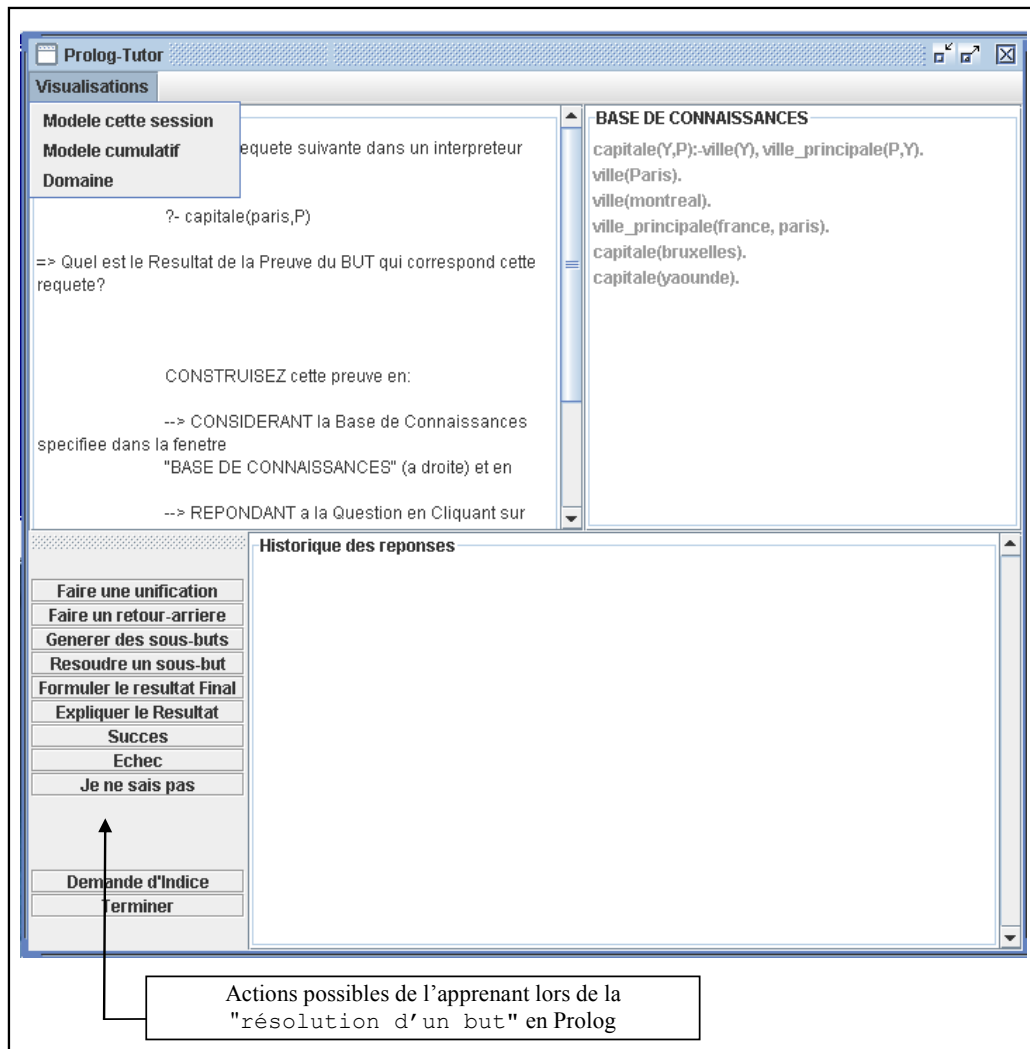 Prolog-Tutor
Visualisations
Modele cette session
Modele cumulatif
Domaine
equete suivante dans un interpreteur
?- capitale(paris,P)
=> Quel est le Resultat de la Preuve du BUT qui correspond cette
requete?
CONSTRUISEZ cette preuve en:
--> CONSIDERANT la Base de Connaissances
specifiee dans la fenetre
"BASE DE CONNAISSANCES" (a droite) et en
--> REPONDANT a la Question en Cliquant sur
BASE DE CONNAISSANCES
capitale(Y,P):-ville(Y), ville_principale(P,Y).
ville(Paris).
ville(montreal).
ville_principale(france, paris).
capitale(bruxelles).
capitale(yaounde).
Faire une unification
Faire un retour-arriere
Generer des sous-buts
Resoudre un sous-but
Formuler le resultat Final
Expliquer le Resultat
Succes
Echec
Je ne sais pas
Demande d'Indice
Terminer
Historique des reponses
Actions possibles de l'apprenant lors de la
"résolution d'un but" en Prolog